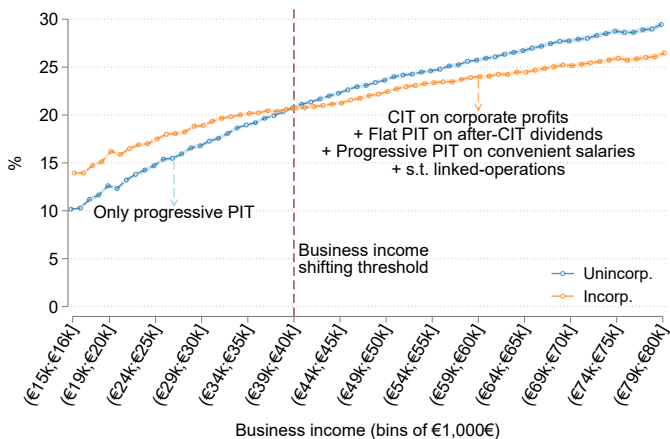 30
25
20
15
10
5
0
%
CIT on corporate profits
+ Flat PIT on after-CIT dividends
+ Progressive PIT on convenient salaries
+ s.t. linked-operations
Only progressive PIT
Business income
shifting threshold
Unincorp.
Incorp.
(€15k;€16k]
(€19k;€20k]
(€24k;€25k]
(€29k;€30k]
(€34k;€35k]
(€39k;€40k]
(€44k;€45k]
(€49k;€50k]
(€54k;€55k]
(€59k;€60k]
(€64k;€65k]
(€69k;€70k]
(€74k;€75k]
(€79k;€80k]
Business income (bins of €1,000€)